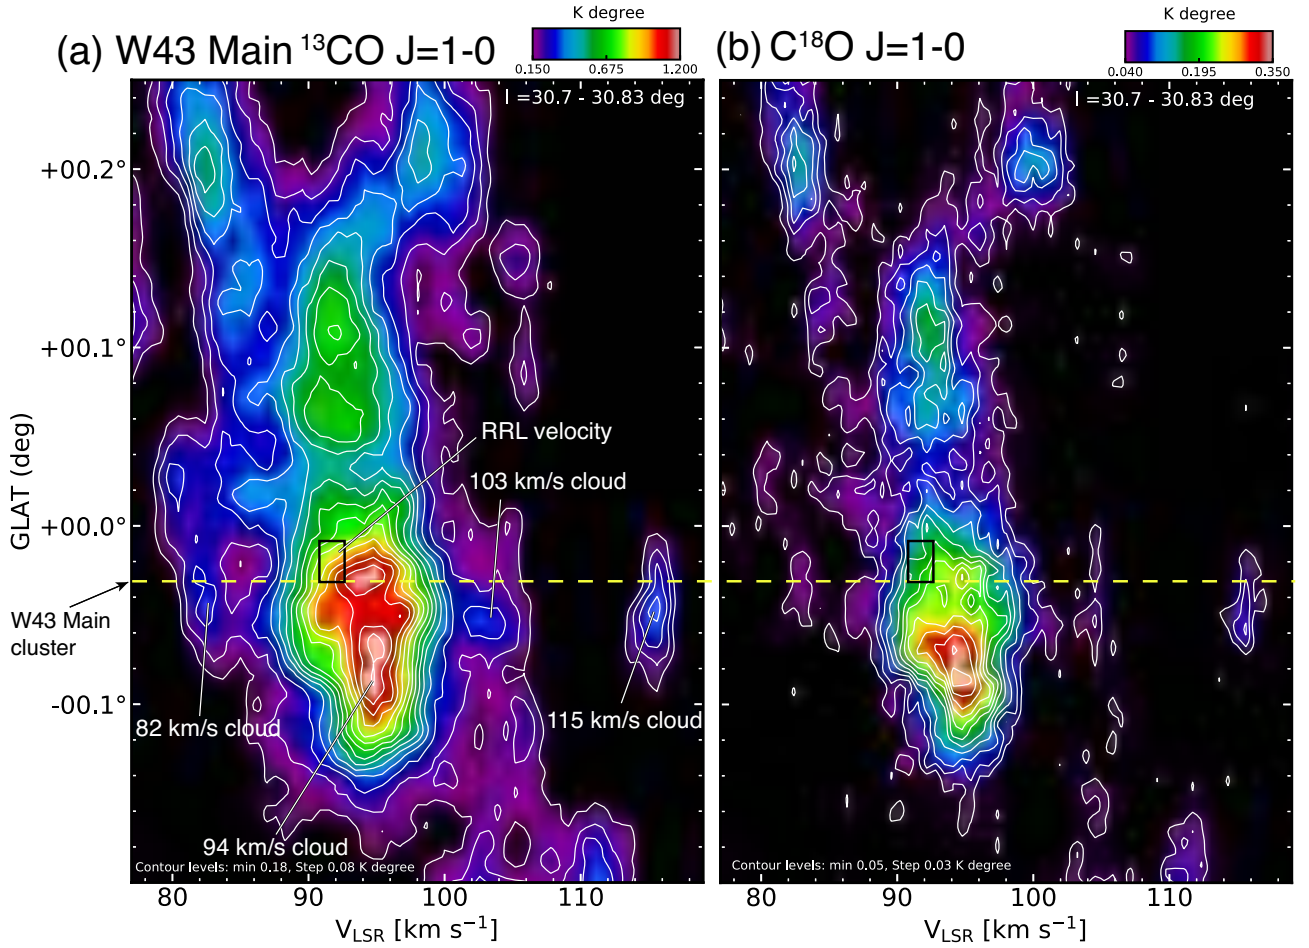 K degree
K degree
(a) W43 Main ¹³CO J=1-0
0.150 0.675 1.200
(b) C¹⁸O J=1-0
0.040 0.195 0.350
l =30.7 - 30.83 deg
l =30.7 - 30.83 deg
+00.2°
+00.1°
+00.0°
-00.1°
GLAT (deg)
RRL velocity
103 km/s cloud
W43 Main
cluster
82 km/s cloud
115 km/s cloud
94 km/s cloud
Contour levels: min 0.18, Step 0.08 K degree
Contour levels: min 0.05, Step 0.03 K degree
80 90 100 110
80 90 100 110
V_LSR [km s⁻¹]
V_LSR [km s⁻¹]